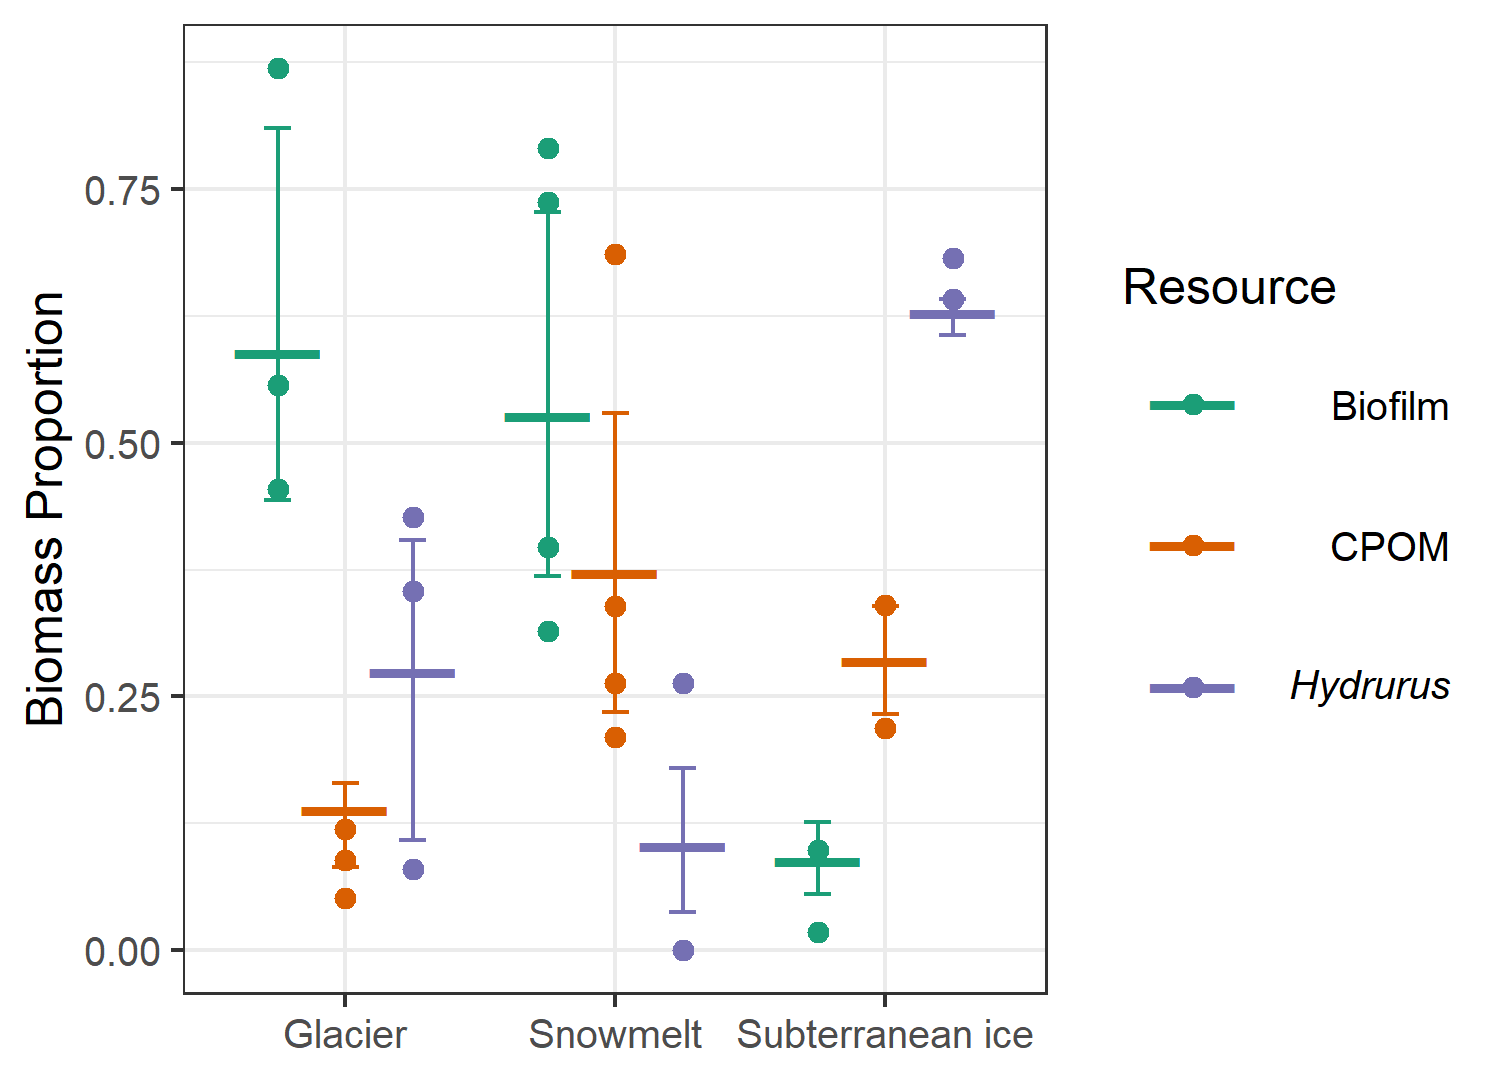 Biomass Proportion
0.75
0.50
0.25
0.00
Glacier
Snowmelt
Subterranean ice
Resource
Biofilm
CPOM
Hydrurus